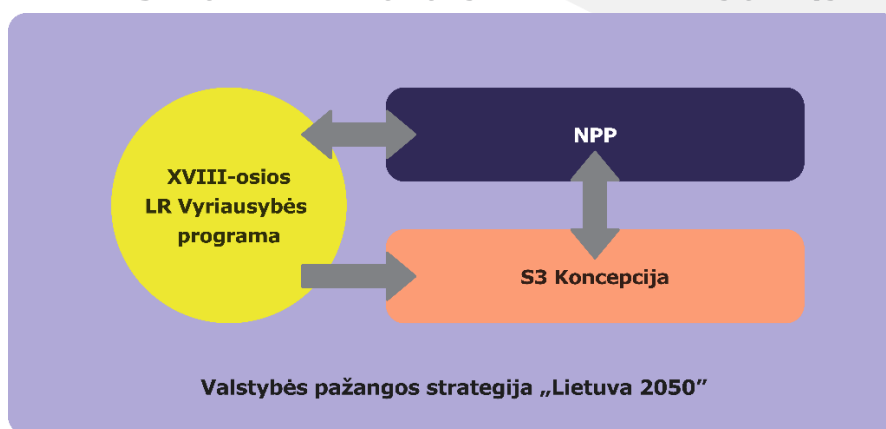 XVIII-osios
LR Vyriausybės
programa
NPP
S3 Koncepcija
Valstybės pažangos strategija „Lietuva 2050”